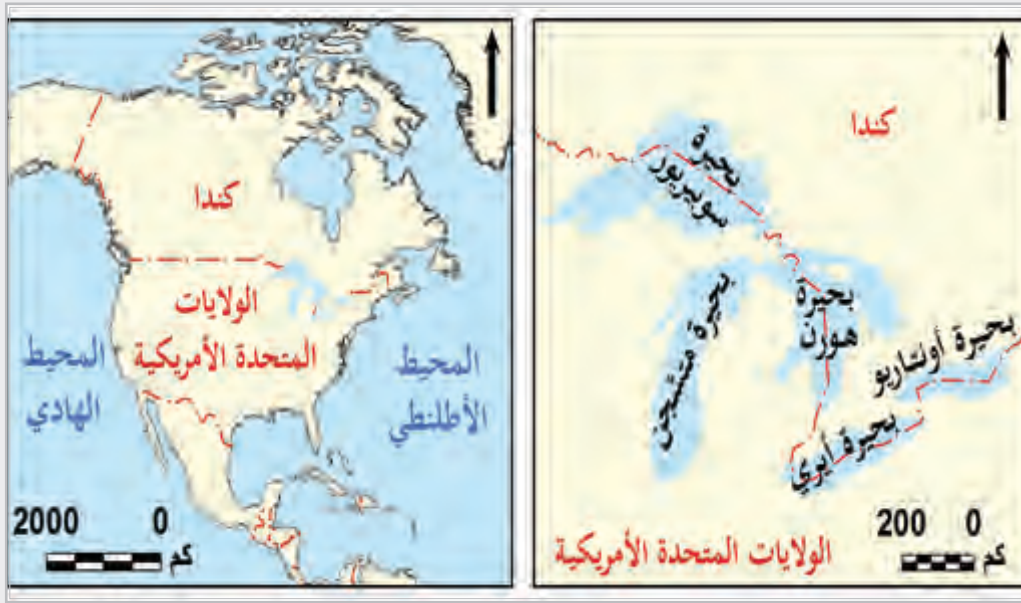 كندا
بحيرة
سوبيريور
بحيرة متشجن
بحيرة
هورن
بحيرة أونتاريو
بحيرة أيري
الولايات المتحدة الأمريكية
200 0
كم
كندا
الولايات
المتحدة الأمريكية
المحيط
الأطلنطي
المحيط
الهادي
2000 0
كم